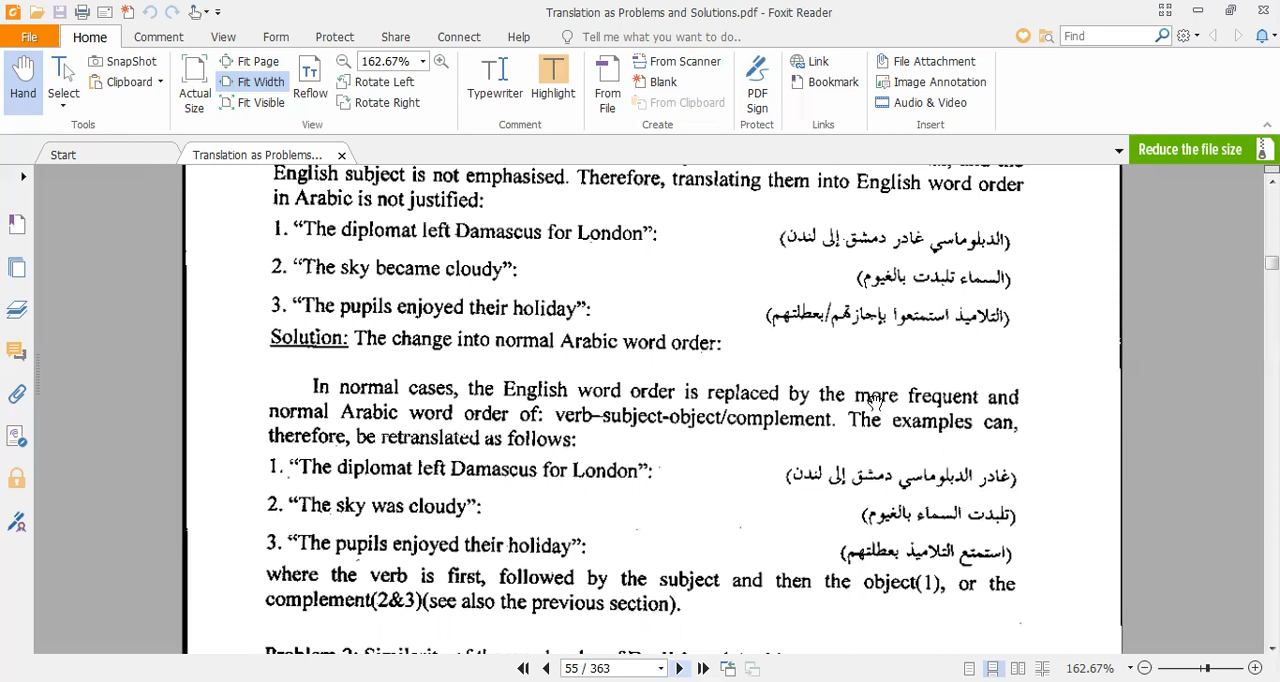 Translation as Problems and Solutions.pdf - Foxit Reader
File Home Comment View Form Protect Share Connect Help Tell me what you want to do.. Find
Hand Select SnapShot Clipboard Actual Size Fit Page Fit Width Fit Visible Reflow 162.67% Rotate Left Rotate Right Typewriter Highlight From File From Scanner Blank From Clipboard PDF Sign Link Bookmark File Attachment Image Annotation Audio & Video
Tools View Comment Create Protect Links Insert
Start Translation as Problems... Reduce the file size
English subject is not emphasised. Therefore, translating them into English word order
in Arabic is not justified:
1. “The diplomat left Damascus for London”: (الدبلوماسي غادر دمشق إلى لندن)
2. “The sky became cloudy”: (السماء تلبدت بالغيوم)
3. “The pupils enjoyed their holiday”: (التلاميذ استمتعوا بإجازتهم/بعطلتهم)
Solution: The change into normal Arabic word order:
In normal cases, the English word order is replaced by the more frequent and
normal Arabic word order of: verb–subject-object/complement. The examples can,
therefore, be retranslated as follows:
1. “The diplomat left Damascus for London”: (غادر الدبلوماسي دمشق إلى لندن)
2. “The sky was cloudy”: (تلبدت السماء بالغيوم)
3. “The pupils enjoyed their holiday”: (استمتع التلاميذ بعطلتهم)
where the verb is first, followed by the subject and then the object(1), or the
complement(2&3)(see also the previous section).
55 / 363 162.67%